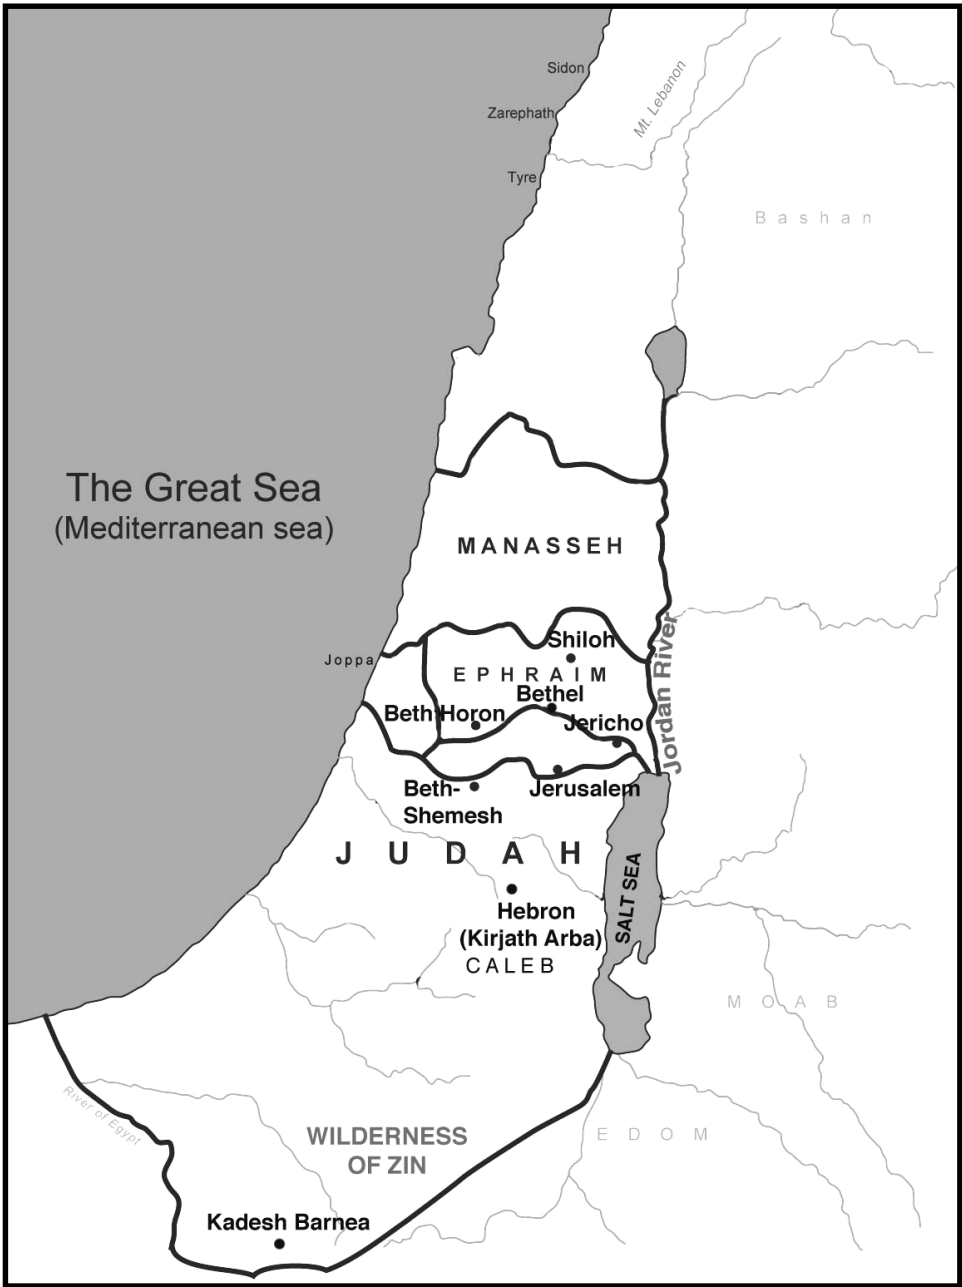 Sidon
Mt. Lebanon
Zarephath
Tyre
Bashan
The Great Sea
(Mediterranean sea)
MANASSEH
Shiloh
Joppa
EPHRAIM
Jordan River
Bethel
Beth Horon
Jericho
Beth-
Shemesh
Jerusalem
JUDAH
SALT SEA
Hebron
(Kirjath Arba)
CALEB
MOAB
River of Egypt
WILDERNESS
OF ZIN
EDOM
Kadesh Barnea